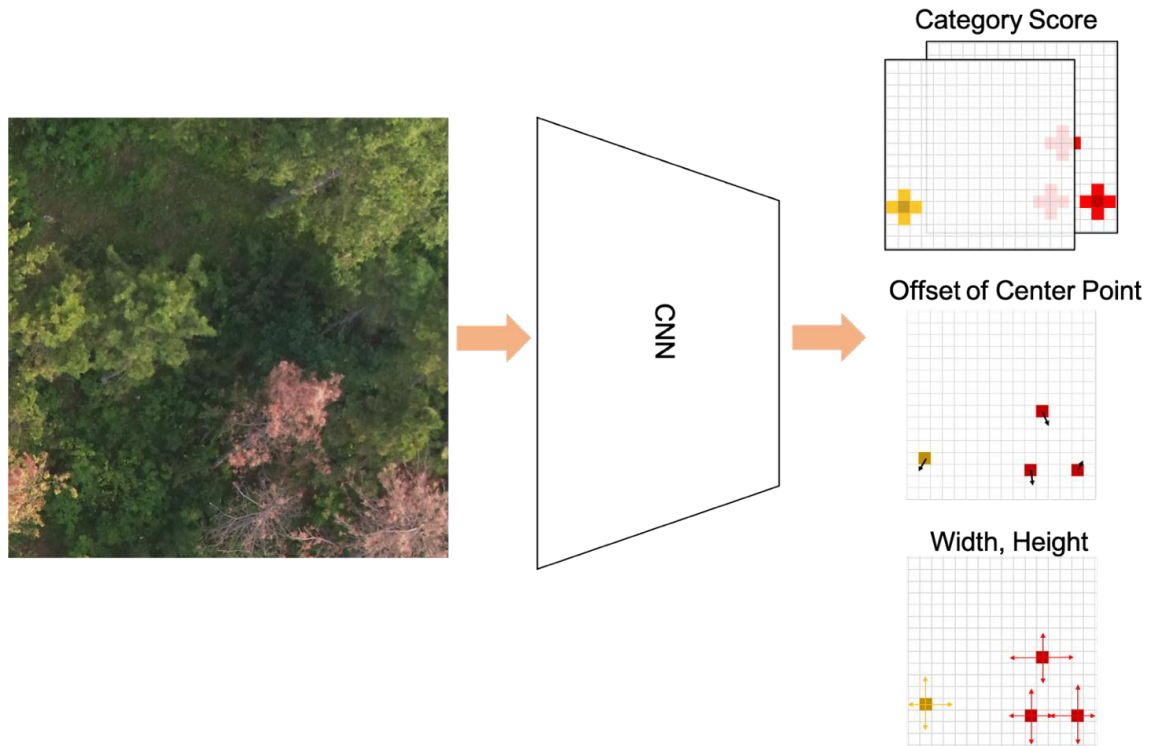 Category Score
CNN
Offset of Center Point
Width, Height